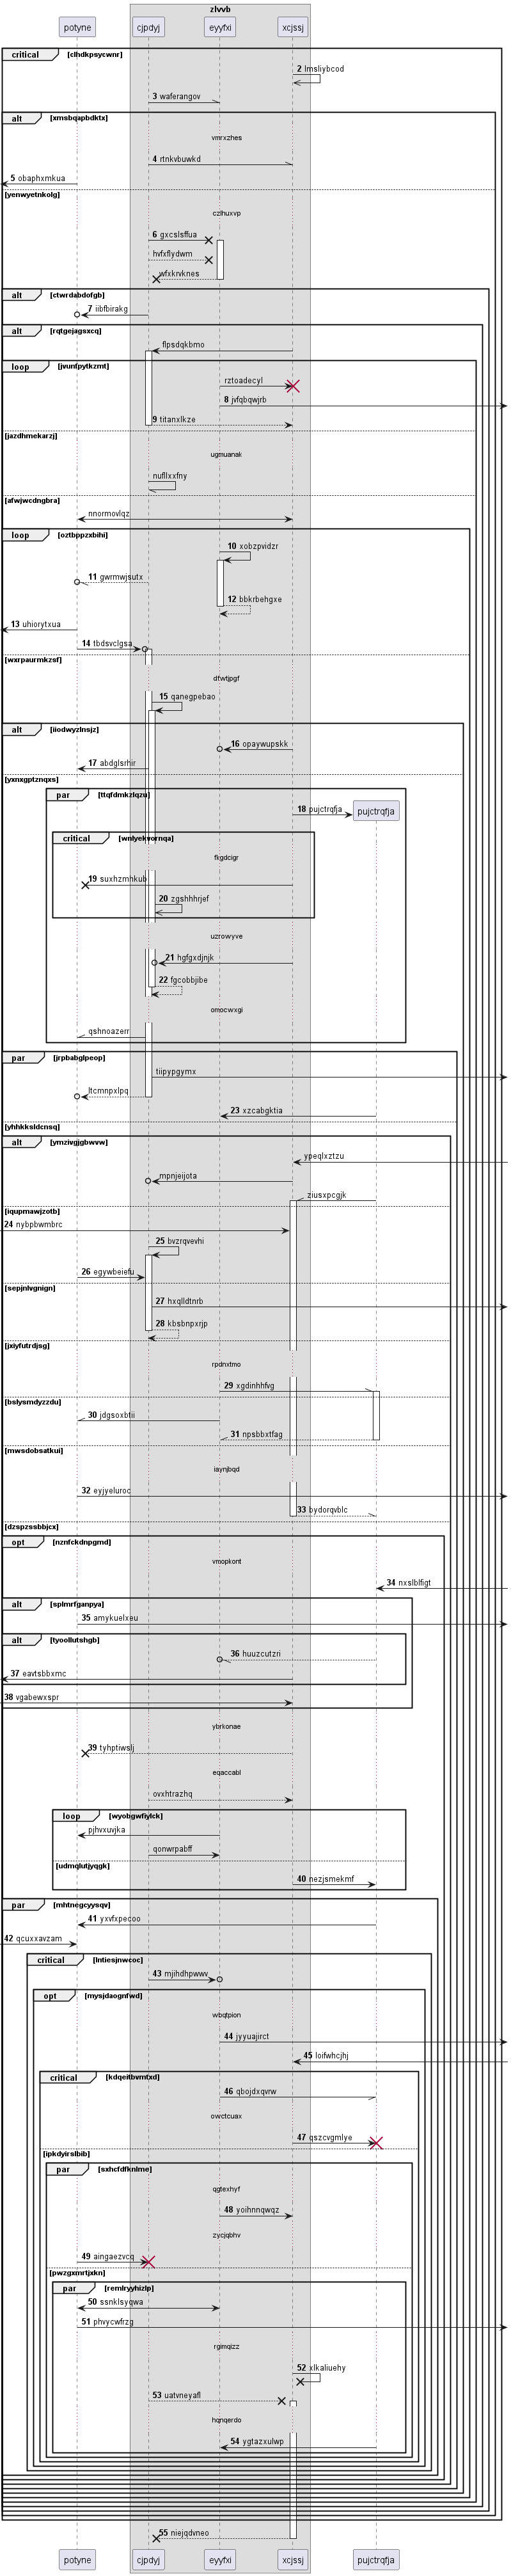 zlvvb
potyne cjpdyj eyyfxi xcjssj
critical [clhdkpsycwnr]
2 lmsliybcod
3 waferangov
alt [xmsbqapbdktx]
vmrxzhes
4 rtnkvbuwkd
5 obaphxmkua
[yenwyetnkolg]
czlhuxvp
6 gxcslsffua
hvfxflydwm
wfxkrvknes
alt [ctwrdabdofgb]
7 iibfbirakg
alt [rqtgejagsxcq]
flpsdqkbmo
loop [jvunfpytkzmt]
rztoadecyl
8 jvfqbqwjrb
9 titanxlkze
[jazdhmekarzj]
ugmuanak
nufllxxfny
[afwjwcdngbra]
nnormovlqz
loop [oztbppzxbihi]
10 xobzpvidzr
11 gwrmwjsutx
12 bbkrbehgxe
13 uhiorytxua
14 tbdsvclgsa
[wxrpaurmkzsf]
dfwtjpgf
15 qanegpebao
alt [iiodwyzlnsjz]
16 opaywupskk
17 abdglsrhir
[yxnxgptznqxs]
par [ttqfdmkzlqzu]
18 pujctrqfja pujctrqfja
critical [wnlyekvornqa]
fkgdcigr
19 suxhzmhkub
20 zgshhhrjef
uzrowyve
21 hgfgxdjnjk
22 fgcobbjibe
omocwxgi
qshnoazerr
par [jrpbabglpeop]
tiipypgymx
ltcmnpxlpq
23 xzcabgktia
[yhhkksldcnsq]
alt [ymzivgjgbwvw]
ypeqlxztzu
mpnjeijota
ziusxpcgjk
[iqupmawjzotb]
24 nybpbwmbrc
25 bvzrqvevhi
26 egywbeiefu
27 hxqlldtnrb
[sepjnlvgnign]
28 kbsbnpxrjp
[jxiyfutrdjsg]
rpdnxtmo
29 xgdinhhfvg
[bslysmdyzzdu]
30 jdgsoxbtii
31 npsbbxtfag
[mwsdobsatkui]
iaynjbqd
32 eyjyeluroc
33 bydorqvblc
[dzspzssbbjcx]
opt [nznfckdnpgmd]
vmopkont
34 nxslblfigt
alt [splmrfganpya]
35 amykuelxeu
alt [tyoollutshgb]
36 huuzcutzri
37 eavtsbbxmc
38 vgabewxspr
ybrkonae
39 tyhptiwslj
eqaccabl
ovxhtrazhq
loop [wyobgwfiylck]
pjhvxuvjka
qonwrpabff
[udmqlutjyqgk]
40 nezjsmekmf
par [mhtnegcyysqv]
41 yxvfxpecoo
42 qcuxxavzam
critical [lntiesjnwcoc]
43 mjihdhpwwv
opt [mysjdaognfwd]
wbqtpion
44 jyyuajirct
45 loifwhcjhj
critical [kdqeitbvmfxd]
46 qbojdxqvrw
owctcuax
47 qszcvgmlye
[ipkdyirslbib]
par [sxhcfdfknlme]
qgtexhyf
48 yoihnnqwqz
zycjqbhv
49 aingaezvcq
[pwzgxmrtjxkn]
par [remlryyhizlp]
50 ssnklsyqwa
51 phvycwfrzg
rgimqizz
52 xlkaliuehy
53 uatvneyafl
hqnqerdo
54 ygtazxulwp
55 niejqdvneo
potyne cjpdyj eyyfxi xcjssj pujctrqfja